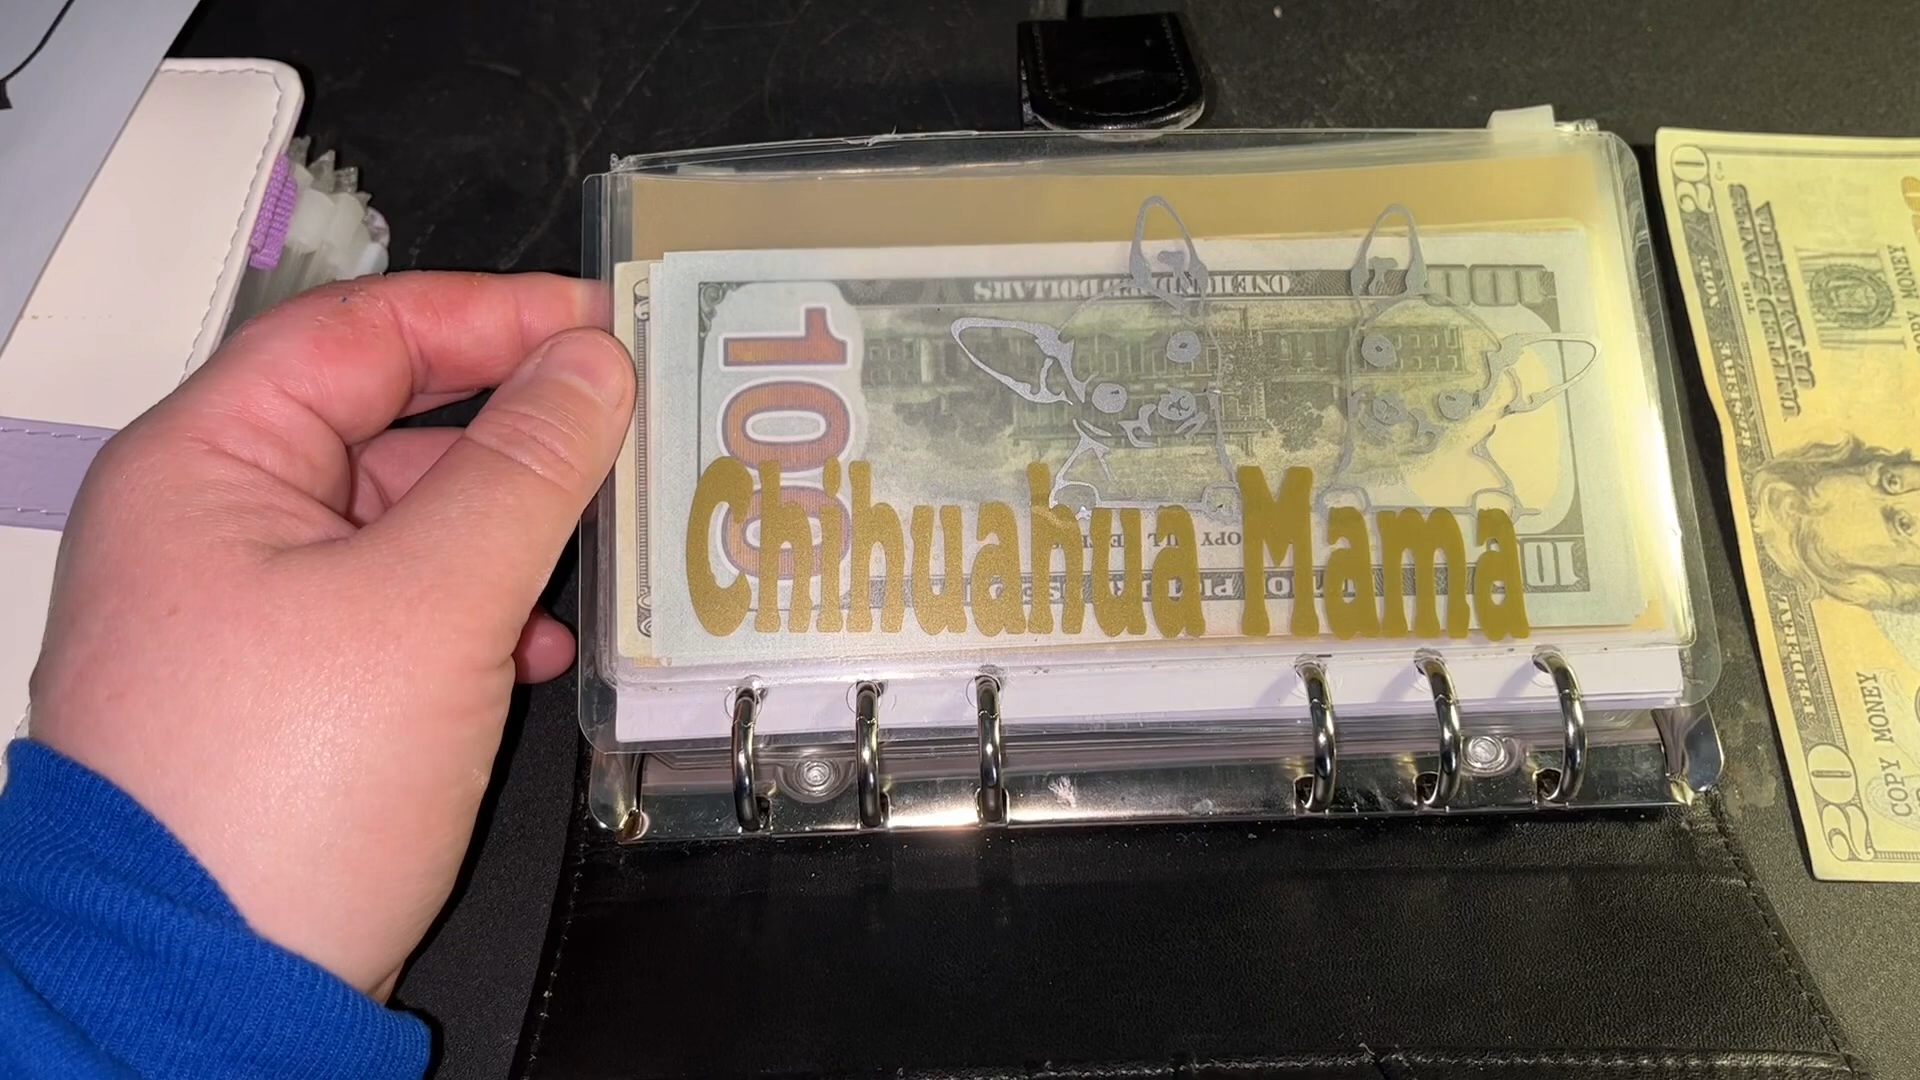 ONE HUNDRED DOLLARS
100
100
Chihuahua Mama
20
THE
UNITED STATES
OF AMERICA
FEDERAL RESERVE NOTE
COPY MONEY
COPY MONEY
20